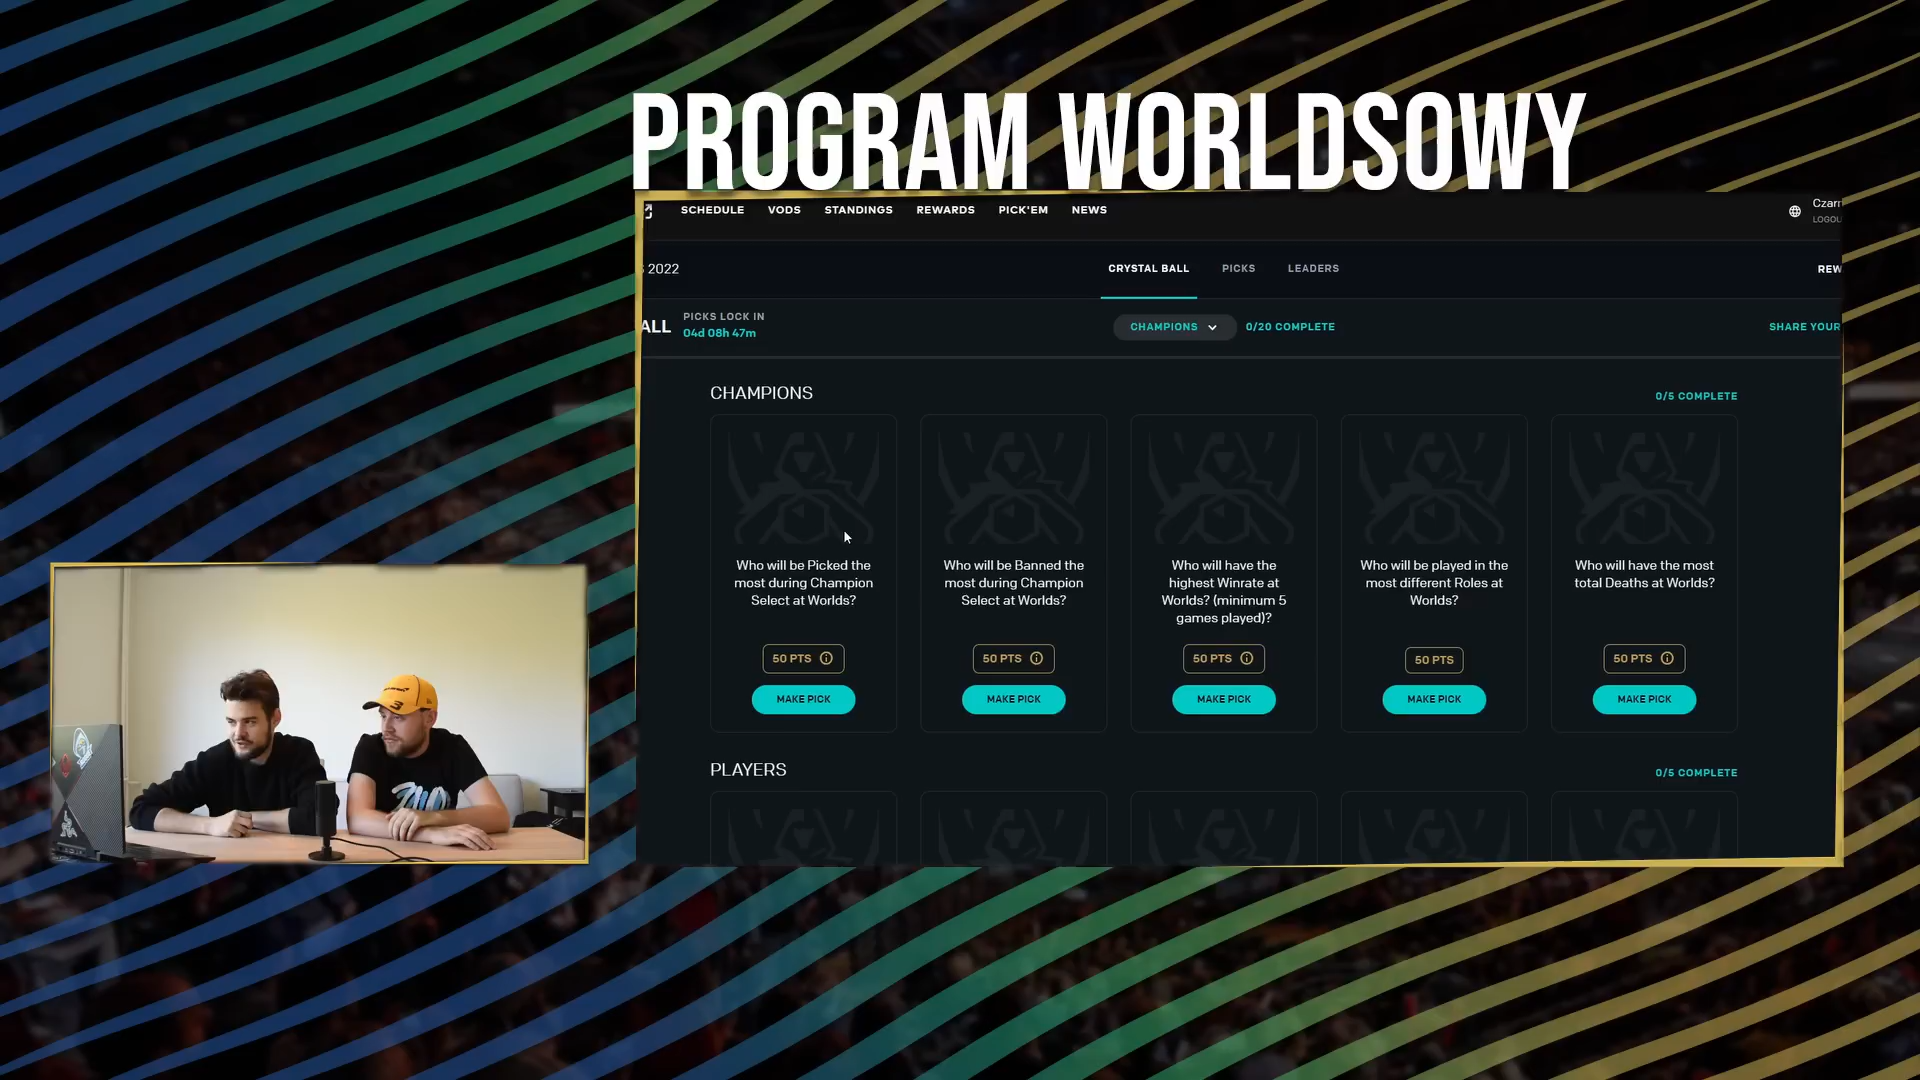 PROGRAM WORLDSOWY
SCHEDULE VODS STANDINGS REWARDS PICK'EM NEWS
2022
CRYSTAL BALL PICKS LEADERS
ALL
PICKS LOCK IN
04d 08h 47m
CHAMPIONS
0/20 COMPLETE
SHARE YOUR
CHAMPIONS
0/5 COMPLETE
Who will be Picked the
most during Champion
Select at Worlds?
50 PTS
MAKE PICK
Who will be Banned the
most during Champion
Select at Worlds?
50 PTS
MAKE PICK
Who will have the
highest Winrate at
Worlds? (minimum 5
games played)?
50 PTS
MAKE PICK
Who will be played in the
most different Roles at
Worlds?
50 PTS
MAKE PICK
Who will have the most
total Deaths at Worlds?
50 PTS
MAKE PICK
PLAYERS
0/5 COMPLETE